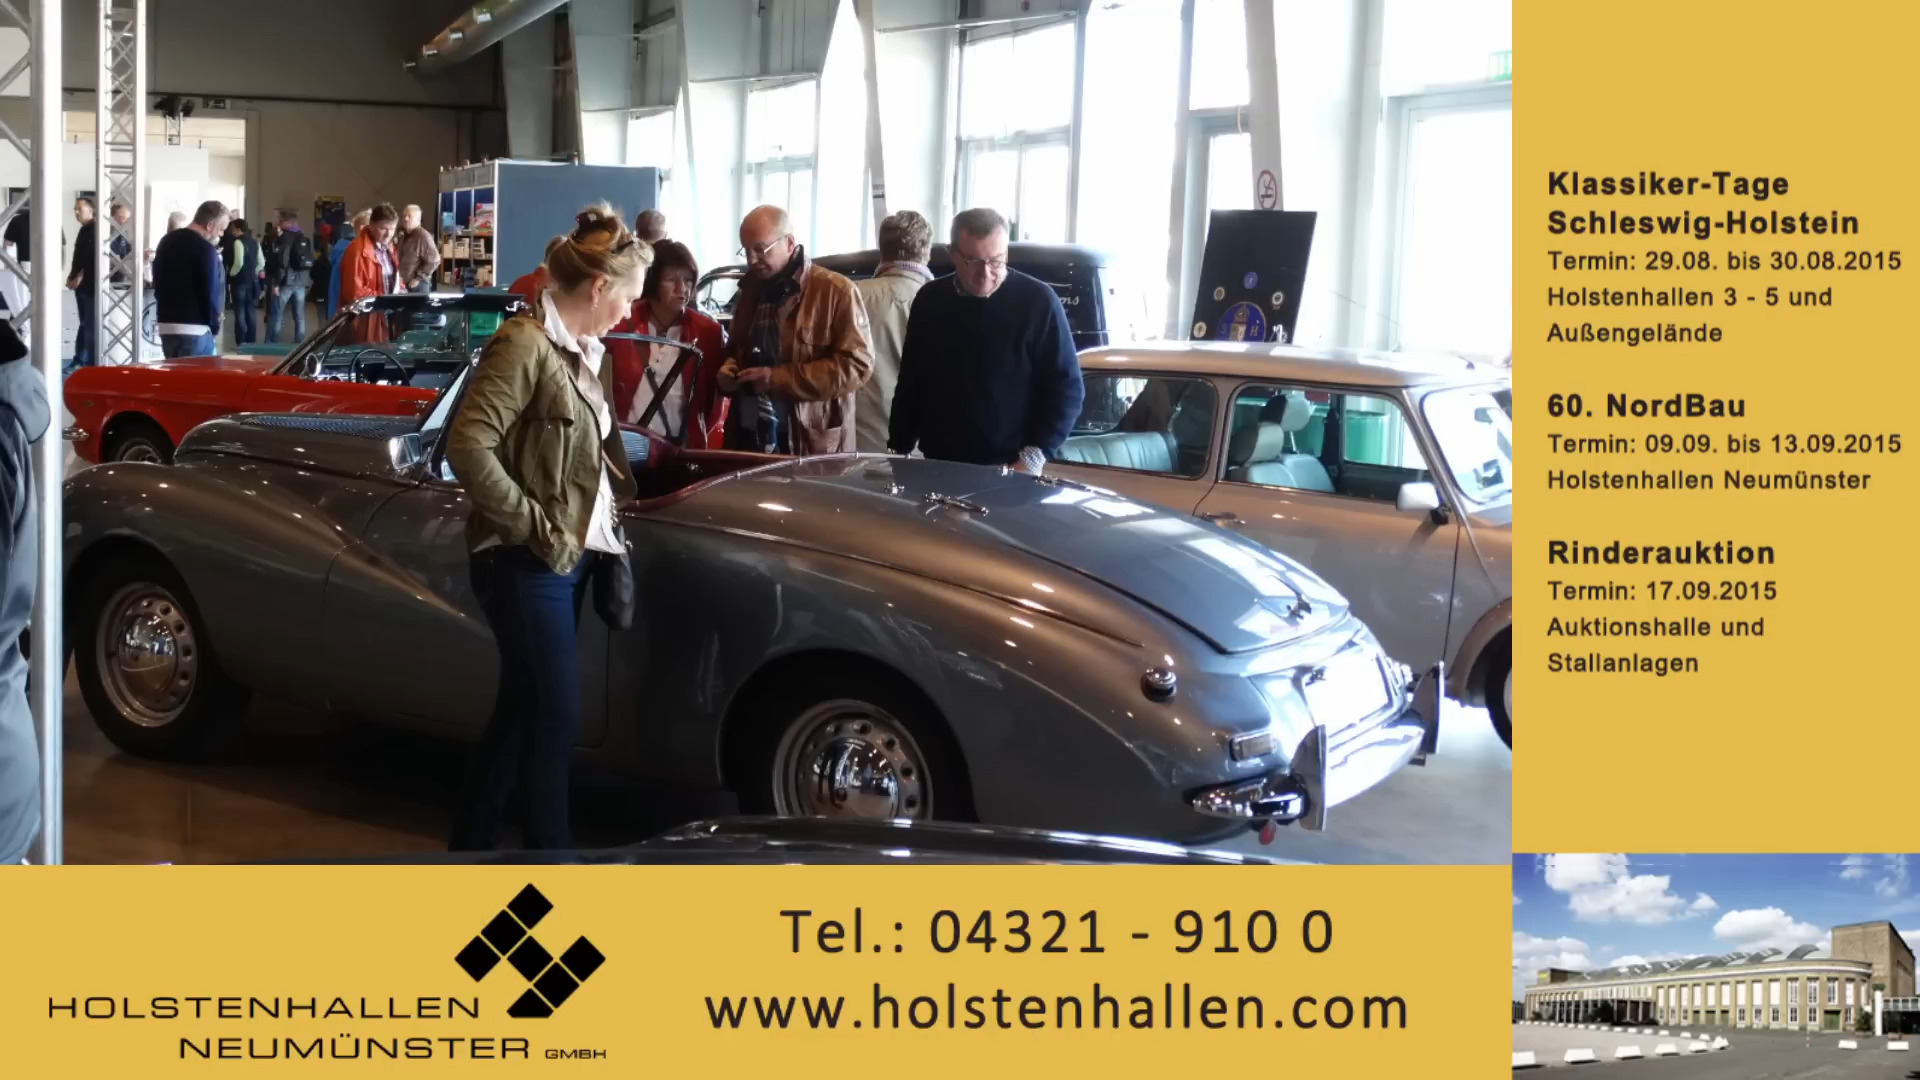 Klassiker-Tage
Schleswig-Holstein
Termin: 29.08. bis 30.08.2015
Holstenhallen 3 - 5 und
Außengelände
60. NordBau
Termin: 09.09. bis 13.09.2015
Holstenhallen Neumünster
Rinderauktion
Termin: 17.09.2015
Auktionshalle und
Stallanlagen
HOLSTENHALLEN
NEUMÜNSTER GMBH
Tel.: 04321 - 910 0
www.holstenhallen.com